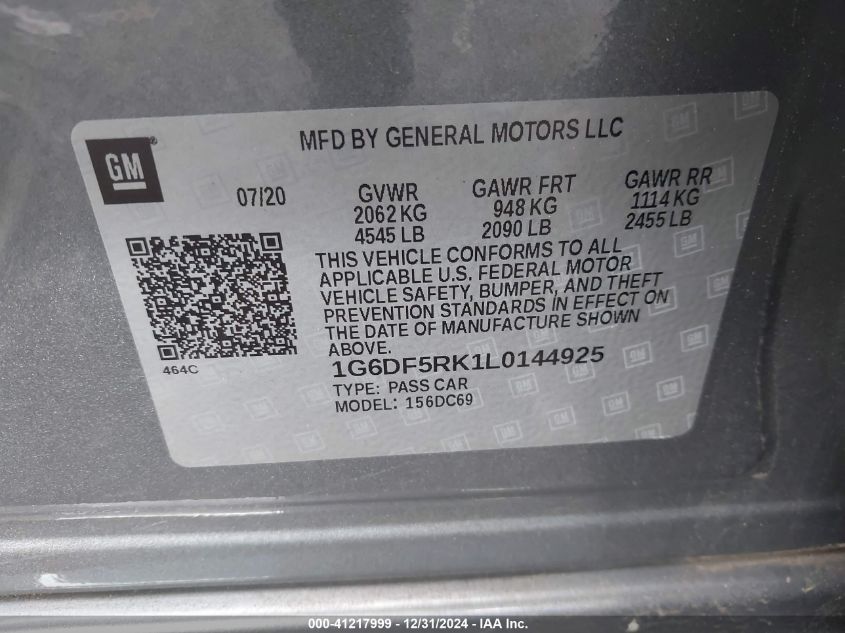 MFD BY GENERAL MOTORS LLC
GM
07/20
GVWR
2062 KG
4545 LB
GAWR FRT
948 KG
2090 LB
GAWR RR
1114 KG
2455 LB
THIS VEHICLE CONFORMS TO ALL
APPLICABLE U.S. FEDERAL MOTOR
VEHICLE SAFETY, BUMPER, AND THEFT
PREVENTION STANDARDS IN EFFECT ON
THE DATE OF MANUFACTURE SHOWN
ABOVE.
464C
1G6DF5RK1L0144925
TYPE: PASS CAR
MODEL: 156DC69
000-41217999 - 12/31/2024 - IAA Inc.